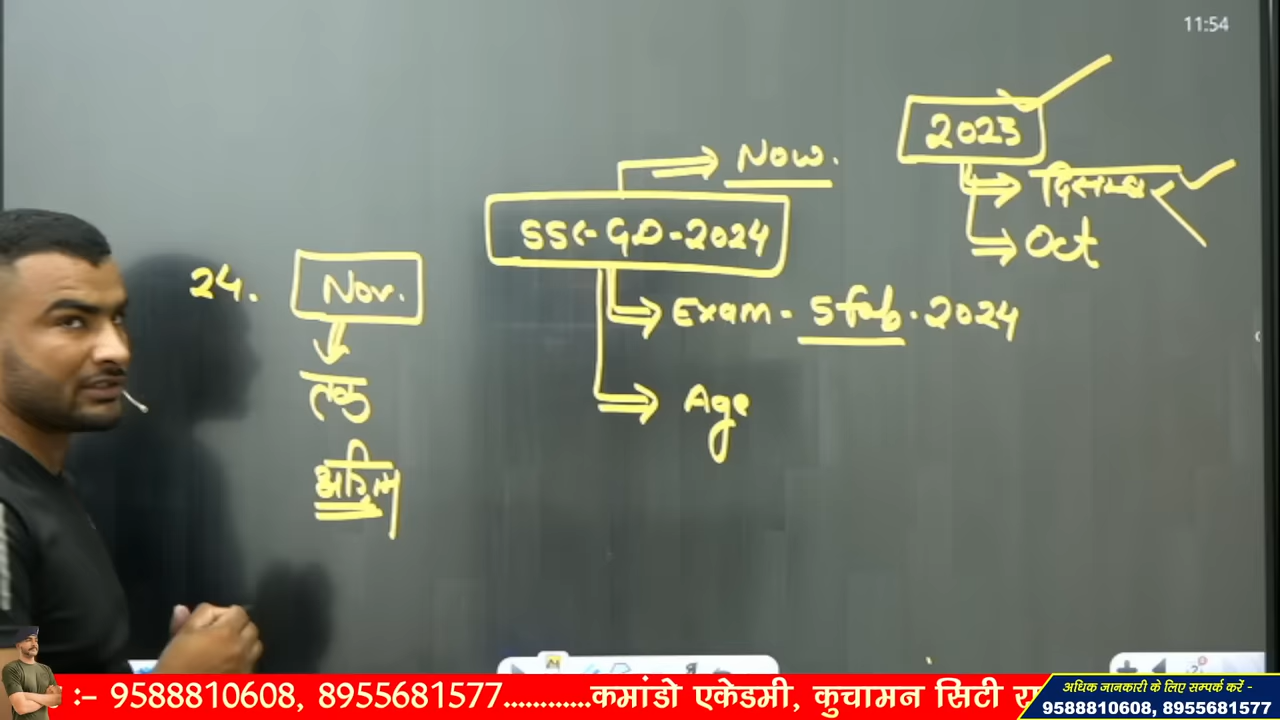 11:54
2023
Now.
दिसम्बर
SSC-GD-2024
Oct
24. Nov.
Exam - 5 feb. 2024
तक
Age
अन्तिम
:- 9588810608, 8955681577............कमांडो एकेडमी, कुचामन सिटी रा
अधिक जानकारी के लिए सम्पर्क करें -
9588810608, 8955681577